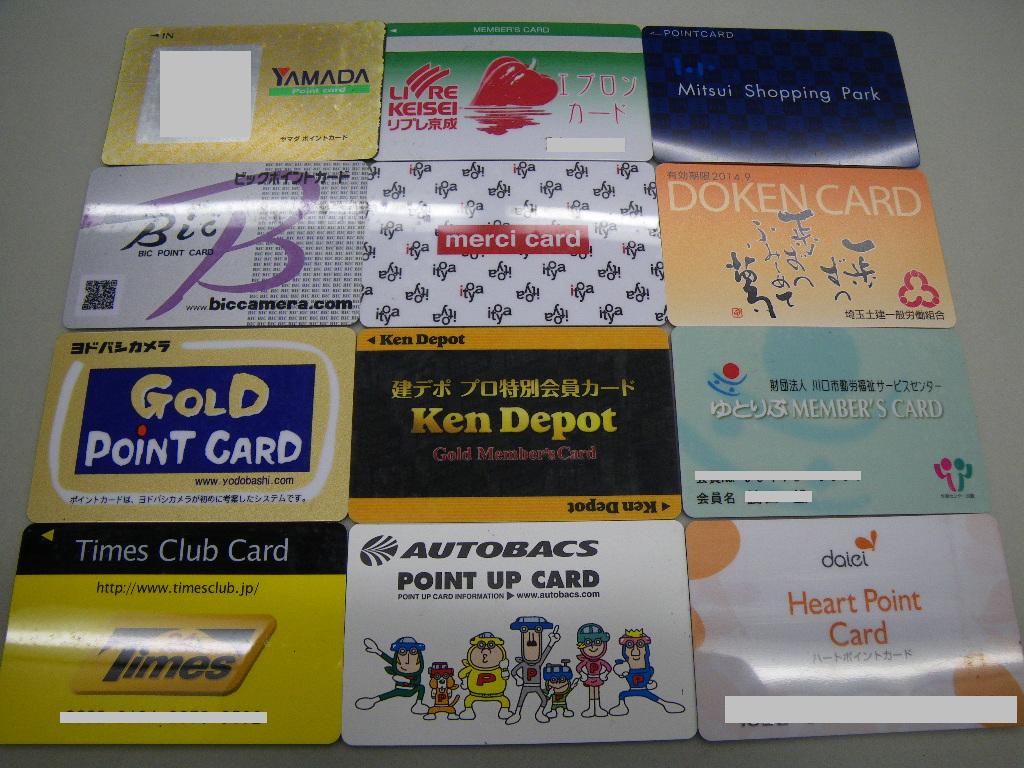 →IN
YAMADA
Point card
ヤマダ ポイントカード
MEMBER'S CARD
LIVRE
KEISEI
リブレ京成
エプロン
カード
POINTCARD
Mitsui Shopping Park
ビックポイントカード
Bic
BIC POINT CARD
www.biccamera.com
itoya
merci card
有効期限2014.9
DOKEN CARD
一歩
ずつ
埼玉土建一般労働組合
ヨドバシカメラ
GOLD
POINT CARD
www.yodobashi.com
ポイントカードは、ヨドバシカメラが初めに考案したシステムです。
Ken Depot
建デポ プロ特別会員カード
Ken Depot
Gold Member's Card
Ken Depot
財団法人 川口市勤労福祉サービスセンター
ゆとりぷ MEMBER'S CARD
会員名
Times Club Card
http://www.timesclub.jp/
Times
AUTOBACS
POINT UP CARD
POINT UP CARD INFORMATION ▶ www.autobacs.com
P P P P P P
daiei
Heart Point
Card
ハートポイントカード